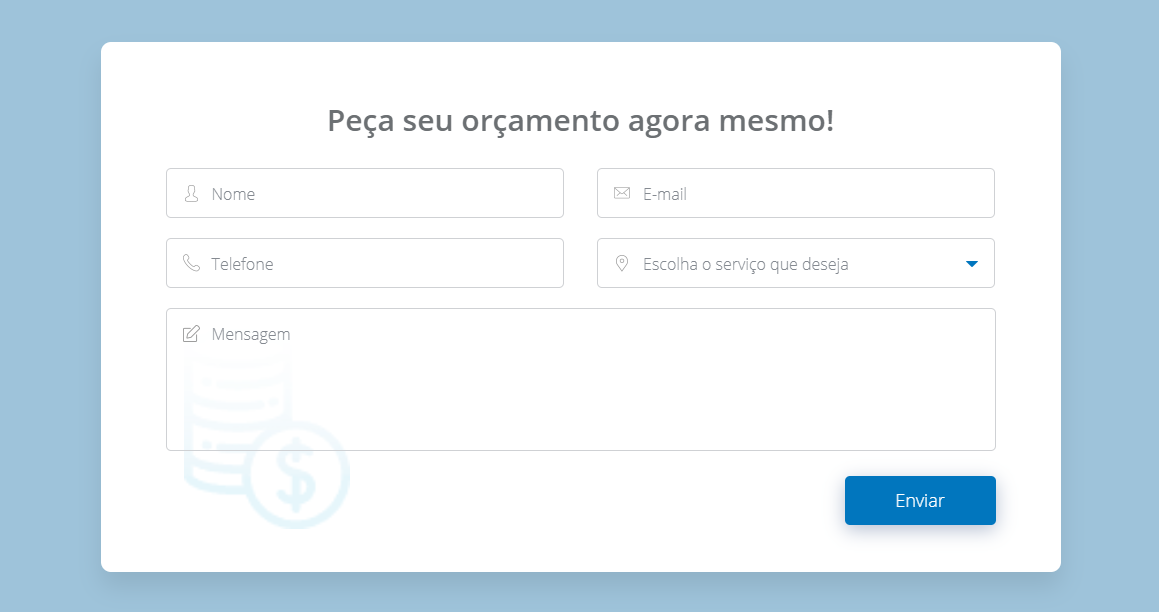 Peça seu orçamento agora mesmo!
Nome
E-mail
Telefone
Escolha o serviço que deseja
Mensagem
$
Enviar